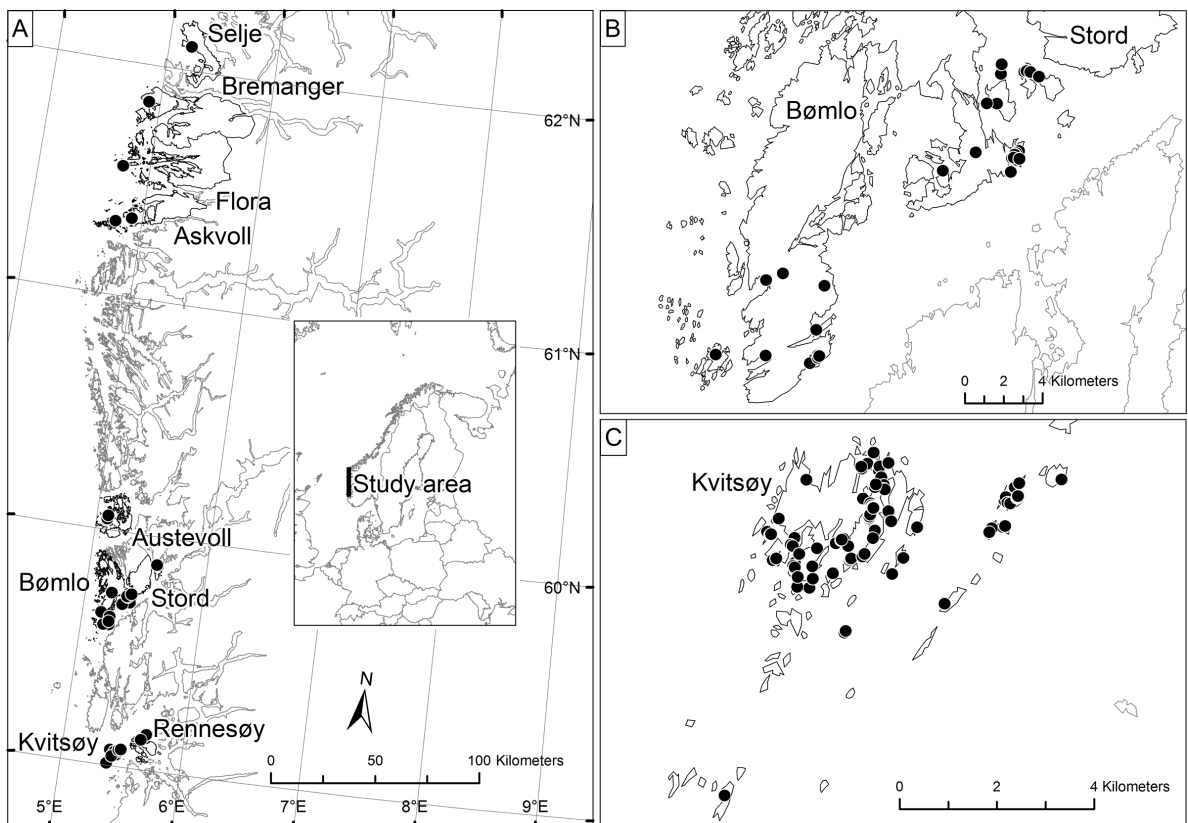 A
Selje
Bremanger
62°N
Flora
Askvoll
61°N
Study area
Austevoll
Bømlo
Stord
60°N
N
Rennesøy
Kvitsøy
0 50 100 Kilometers
5°E 6°E 7°E 8°E 9°E
B
Stord
Bømlo
0 2 4 Kilometers
C
Kvitsøy
0 2 4 Kilometers